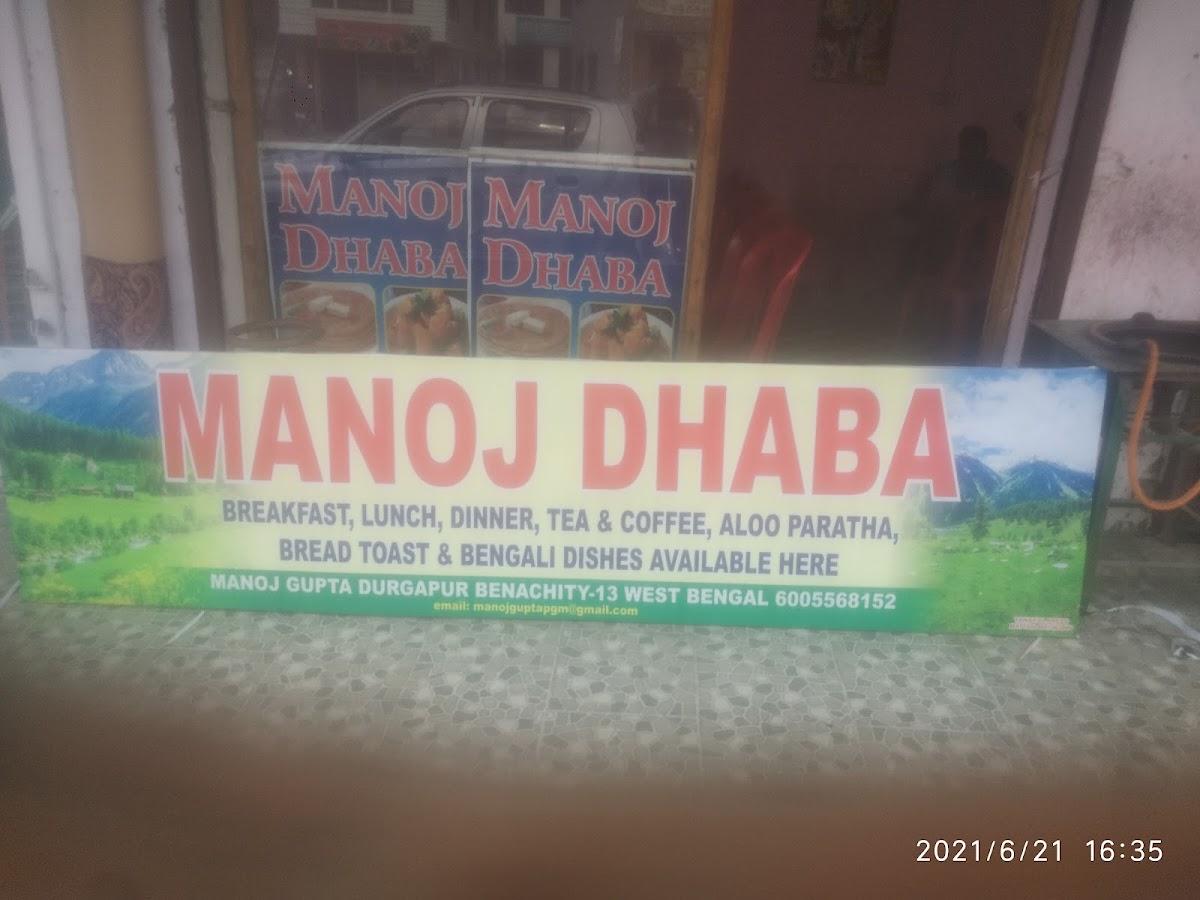 MANOJ
DHABA
MANOJ
DHABA
MANOJ DHABA
BREAKFAST, LUNCH, DINNER, TEA & COFFEE, ALOO PARATHA,
BREAD TOAST & BENGALI DISHES AVAILABLE HERE
MANOJ GUPTA DURGAPUR BENACHITY-13 WEST BENGAL 6005568152
email: manojguptapgm@gmail.com
2021/6/21 16:35